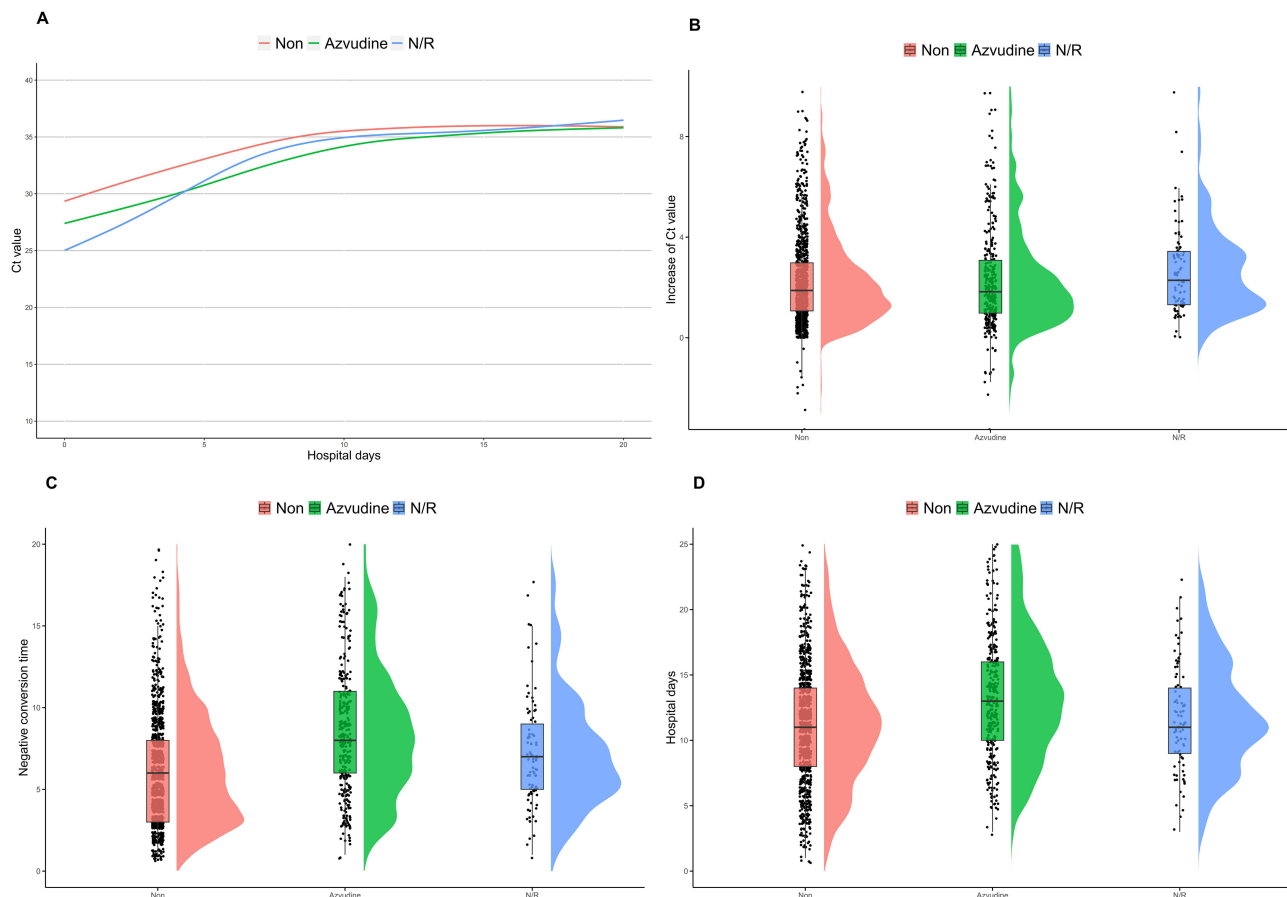 A
Non Azvudine N/R
Ct value
40
35
30
25
20
15
10
0 5 10 15 20
Hospital days
B
Non Azvudine N/R
Increase of Ct value
8
4
0
Non Azvudine N/R
C
Non Azvudine N/R
Negative conversion time
20
15
10
5
0
Non Azvudine N/R
D
Non Azvudine N/R
Hospital days
25
20
15
10
5
0
Non Azvudine N/R